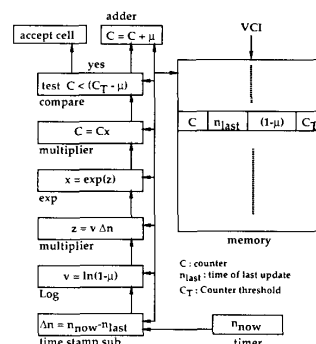 adder
accept cell
C = C + μ
VCI
yes
test C < (C_T - μ)
compare
C = Cx
multiplier
x = exp(z)
exp
z = ν Δn
multiplier
ν = ln(1-μ)
Log
Δn = n_now-n_last
time stamp sub
C
n_last
(1-μ)
C_T
memory
C : counter
n_last : time of last update
C_T : Counter threshold
n_now
timer